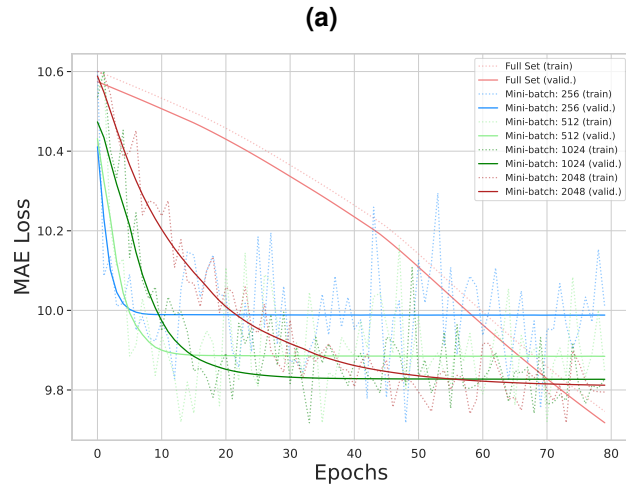 (a)
MAE Loss
10.6
10.4
10.2
10.0
9.8
Full Set (train)
Full Set (valid.)
Mini-batch: 256 (train)
Mini-batch: 256 (valid.)
Mini-batch: 512 (train)
Mini-batch: 512 (valid.)
Mini-batch: 1024 (train)
Mini-batch: 1024 (valid.)
Mini-batch: 2048 (train)
Mini-batch: 2048 (valid.)
0 10 20 30 40 50 60 70 80
Epochs